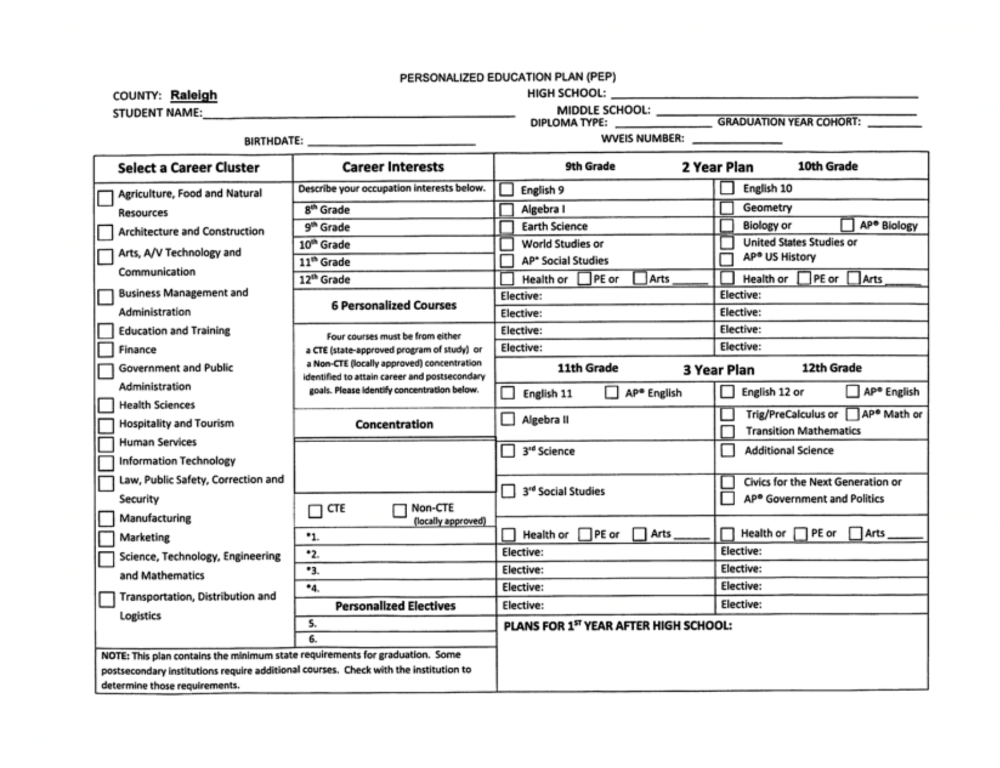 PERSONALIZED EDUCATION PLAN (PEP)
COUNTY: Raleigh
HIGH SCHOOL:
STUDENT NAME:
MIDDLE SCHOOL:
DIPLOMA TYPE: GRADUATION YEAR COHORT:
BIRTHDATE:
WVEIS NUMBER:
Select a Career Cluster
Agriculture, Food and Natural
Resources
Architecture and Construction
Arts, A/V Technology and
Communication
Business Management and
Administration
Education and Training
Finance
Government and Public
Administration
Health Sciences
Hospitality and Tourism
Human Services
Information Technology
Law, Public Safety, Correction and
Security
Manufacturing
Marketing
Science, Technology, Engineering
and Mathematics
Transportation, Distribution and
Logistics
Career Interests
Describe your occupation interests below.
8th Grade
9th Grade
10th Grade
11th Grade
12th Grade
6 Personalized Courses
Four courses must be from either
a CTE (state-approved program of study) or
a Non-CTE (locally approved) concentration
identified to attain career and postsecondary
goals. Please identify concentration below.
Concentration
CTE Non-CTE
(locally approved)
*1.
*2.
*3.
*4.
Personalized Electives
5.
6.
NOTE: This plan contains the minimum state requirements for graduation. Some
postsecondary institutions require additional courses. Check with the institution to
determine those requirements.
9th Grade 2 Year Plan 10th Grade
English 9
Algebra I
Earth Science
World Studies or
AP* Social Studies
Health or PE or Arts
Elective:
Elective:
Elective:
Elective:
English 10
Geometry
Biology or AP® Biology
United States Studies or
AP® US History
Health or PE or Arts
Elective:
Elective:
Elective:
Elective:
11th Grade 3 Year Plan 12th Grade
English 11 AP® English
Algebra II
3rd Science
3rd Social Studies
Health or PE or Arts
Elective:
Elective:
Elective:
Elective:
English 12 or AP® English
Trig/PreCalculus or AP® Math or
Transition Mathematics
Additional Science
Civics for the Next Generation or
AP® Government and Politics
Health or PE or Arts
Elective:
Elective:
Elective:
Elective:
PLANS FOR 1ST YEAR AFTER HIGH SCHOOL: